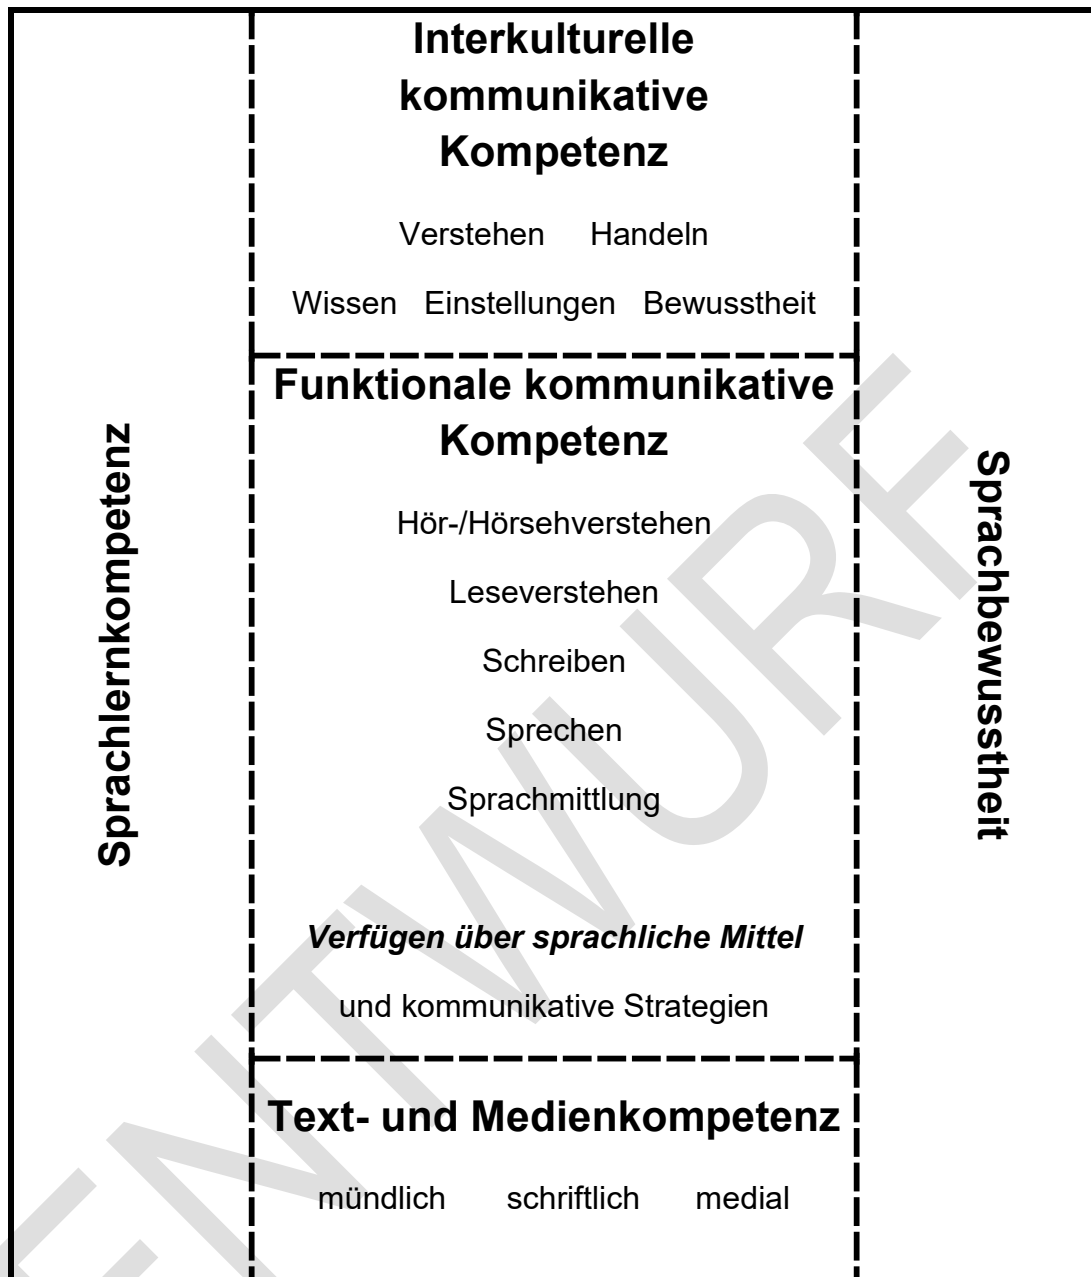 Interkulturelle
kommunikative
Kompetenz
Verstehen Handeln
Wissen Einstellungen Bewusstheit
Funktionale kommunikative
Kompetenz
Hör-/Hörsehverstehen
Leseverstehen
Schreiben
Sprechen
Sprachmittlung
Verfügen über sprachliche Mittel
und kommunikative Strategien
Text- und Medienkompetenz
mündlich schriftlich medial
Sprachlernkompetenz
Sprachbewusstheit
ENTWURF